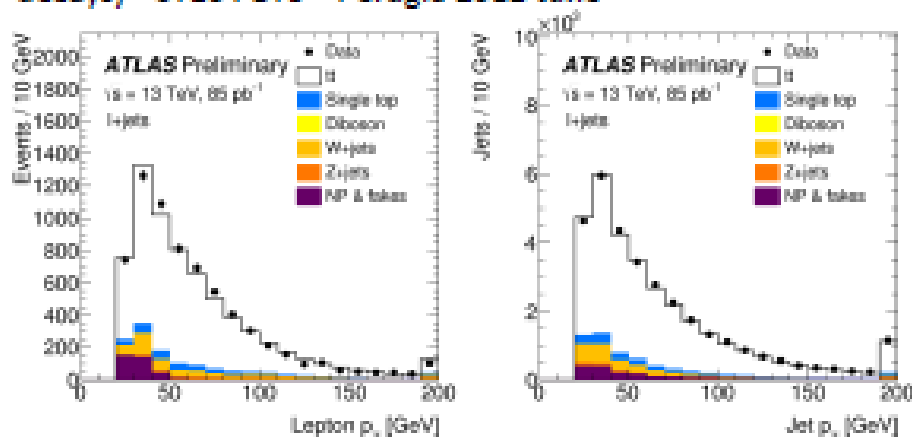 Events / 10 GeV
2000
1800
1600
1400
1200
1000
800
600
400
200
0
ATLAS Preliminary
√s = 13 TeV, 85 pb⁻¹
l+jets
Data
tt
Single top
Diboson
W+jets
Z+jets
NP & fakes
0 50 100 150 200
Lepton p [GeV]
Jets / 10 GeV
10 ×10³
8
6
4
2
0
ATLAS Preliminary
√s = 13 TeV, 85 pb⁻¹
l+jets
Data
tt
Single top
Diboson
W+jets
Z+jets
NP & fakes
0 50 100 150 200
Jet p [GeV]